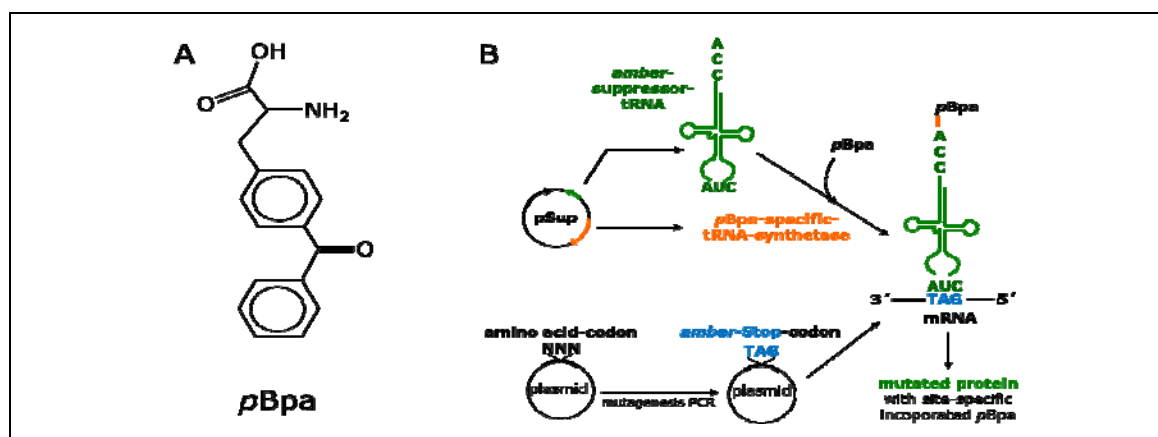 A
OH
O
NH₂
O
pBpa
B
amber-
suppressor-
tRNA
A
C
C
AUC
pSup
pBpa-specific-
tRNA-synthetase
pBpa
pBpa
A
C
C
AUC
3´ TAG 5´
mRNA
amino acid-codon
NNN
plasmid
mutagenesis PCR
amber-Stop-codon
TAG
plasmid
mutated protein
with site-specific
incoporated pBpa